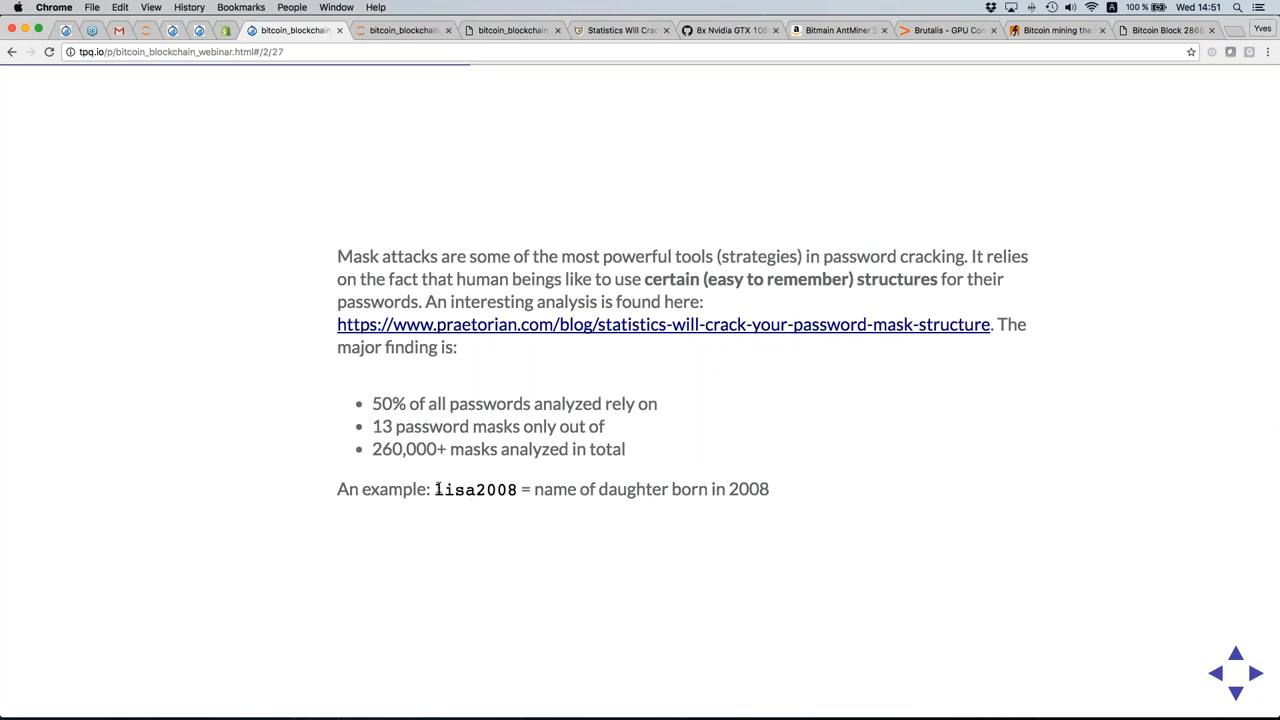 Chrome File Edit View History Bookmarks People Window Help 100 % Wed 14:51
bitcoin_blockchain_ bitcoin_blockchain_ bitcoin_blockchain_ Statistics Will Crac 8x Nvidia GTX 108 Bitmain AntMiner S Brutalis - GPU Com Bitcoin mining the Bitcoin Block 2868 Yves
tpq.io/p/bitcoin_blockchain_webinar.html#/2/27
Mask attacks are some of the most powerful tools (strategies) in password cracking. It relies
on the fact that human beings like to use certain (easy to remember) structures for their
passwords. An interesting analysis is found here:
https://www.praetorian.com/blog/statistics-will-crack-your-password-mask-structure. The
major finding is:
• 50% of all passwords analyzed rely on
• 13 password masks only out of
• 260,000+ masks analyzed in total
An example: lisa2008 = name of daughter born in 2008